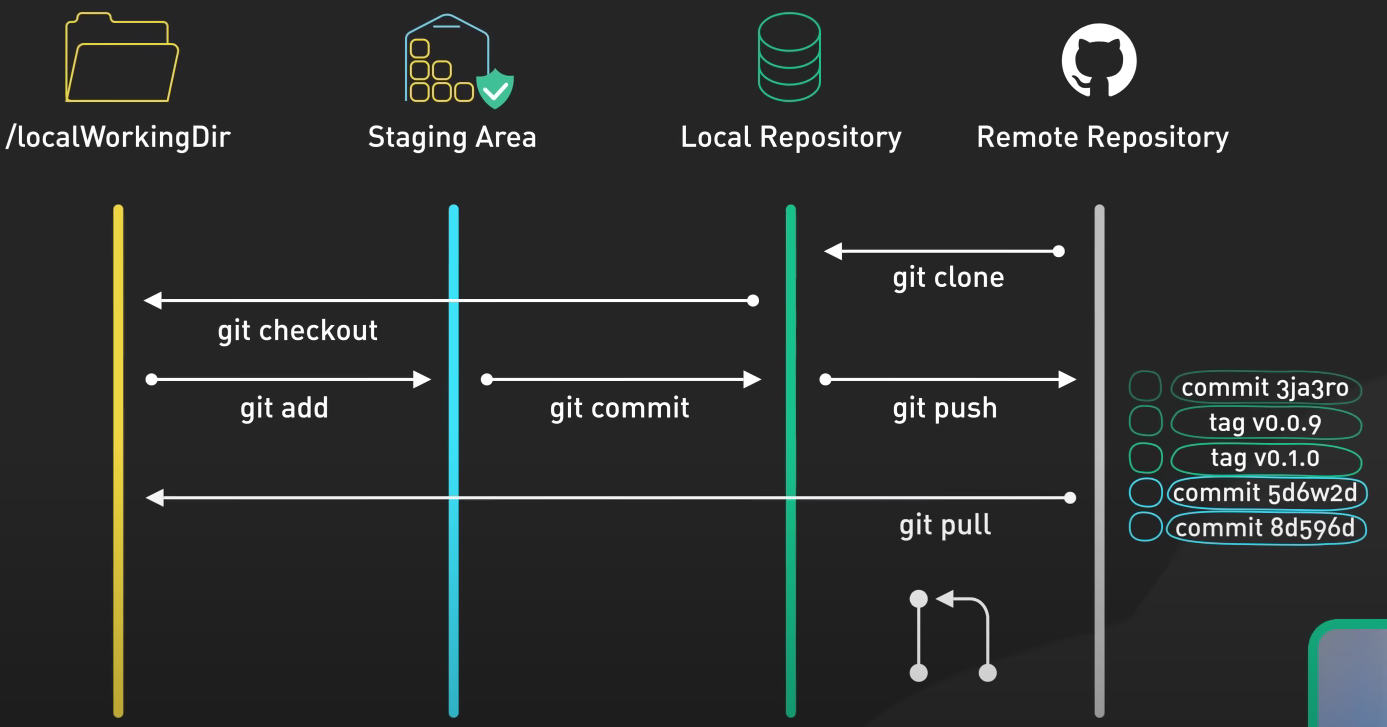 /localWorkingDir
Staging Area
Local Repository
Remote Repository
git clone
git checkout
git add
git commit
git push
commit 3ja3ro
tag v0.0.9
tag v0.1.0
commit 5d6w2d
commit 8d596d
git pull